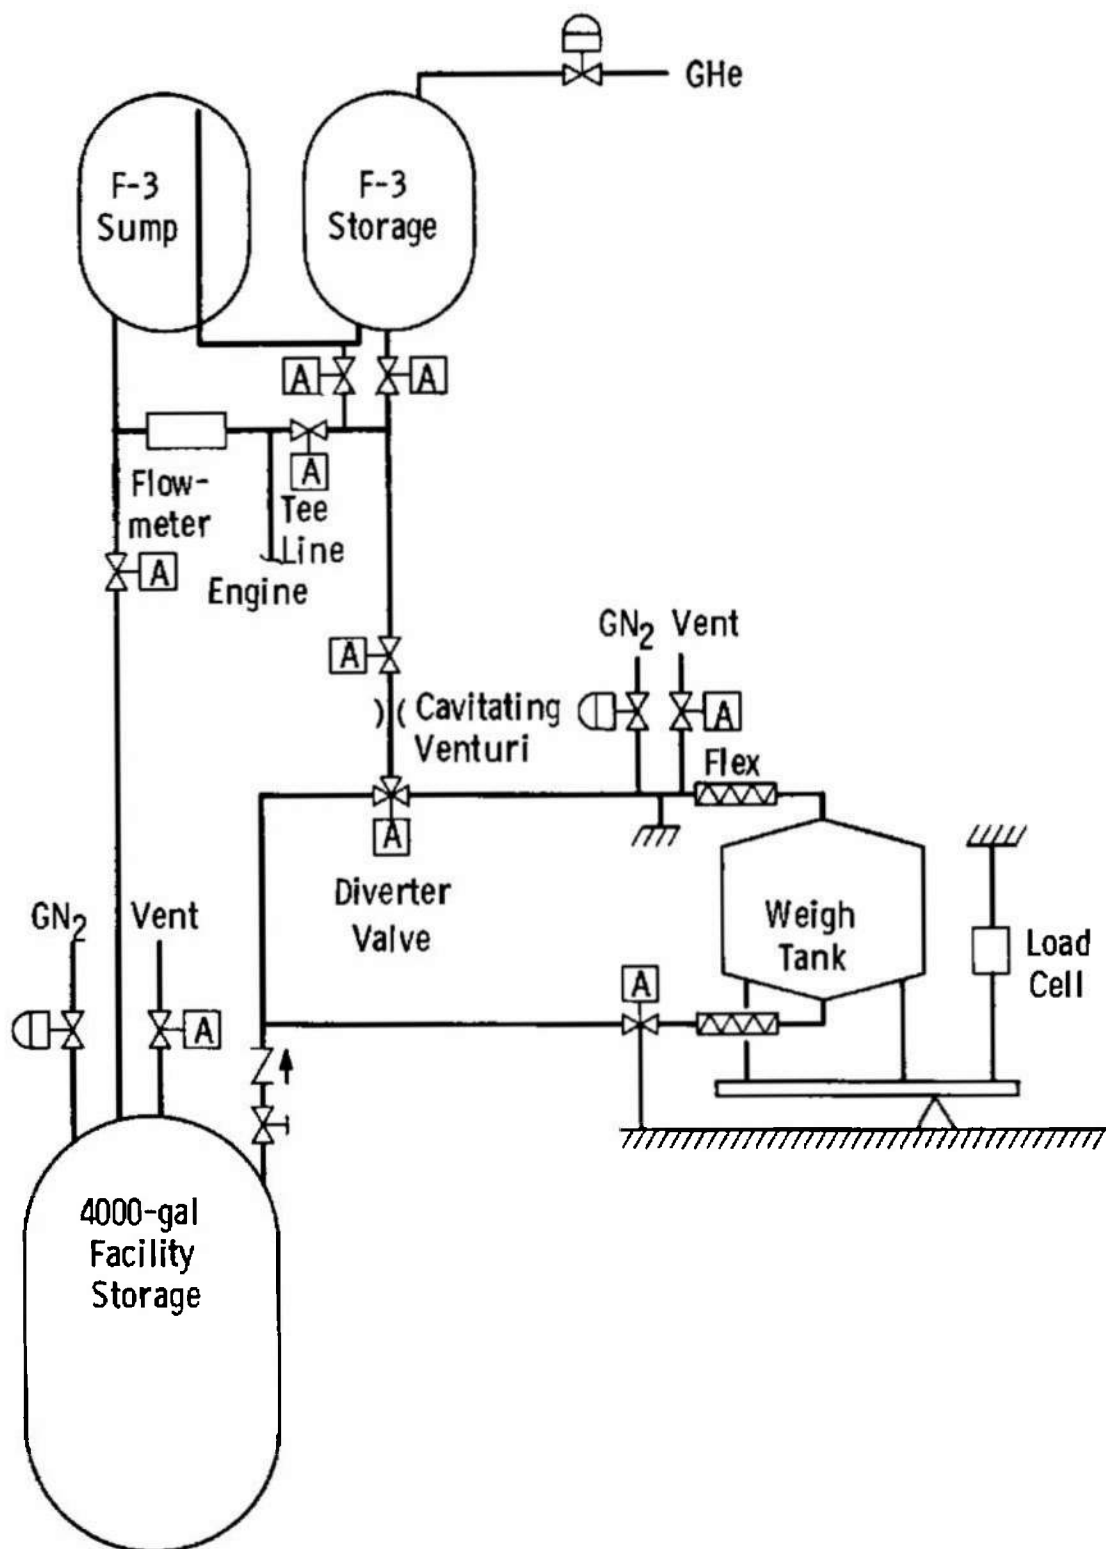 GHe
F-3
Sump
F-3
Storage
A
A
A
Flow-
meter
Tee
Line
Engine
A
A
Cavitating
Venturi
GN2
Vent
A
Flex
A
Diverter
Valve
Weigh
Tank
Load
Cell
A
GN2
Vent
A
4000-gal
Facility
Storage